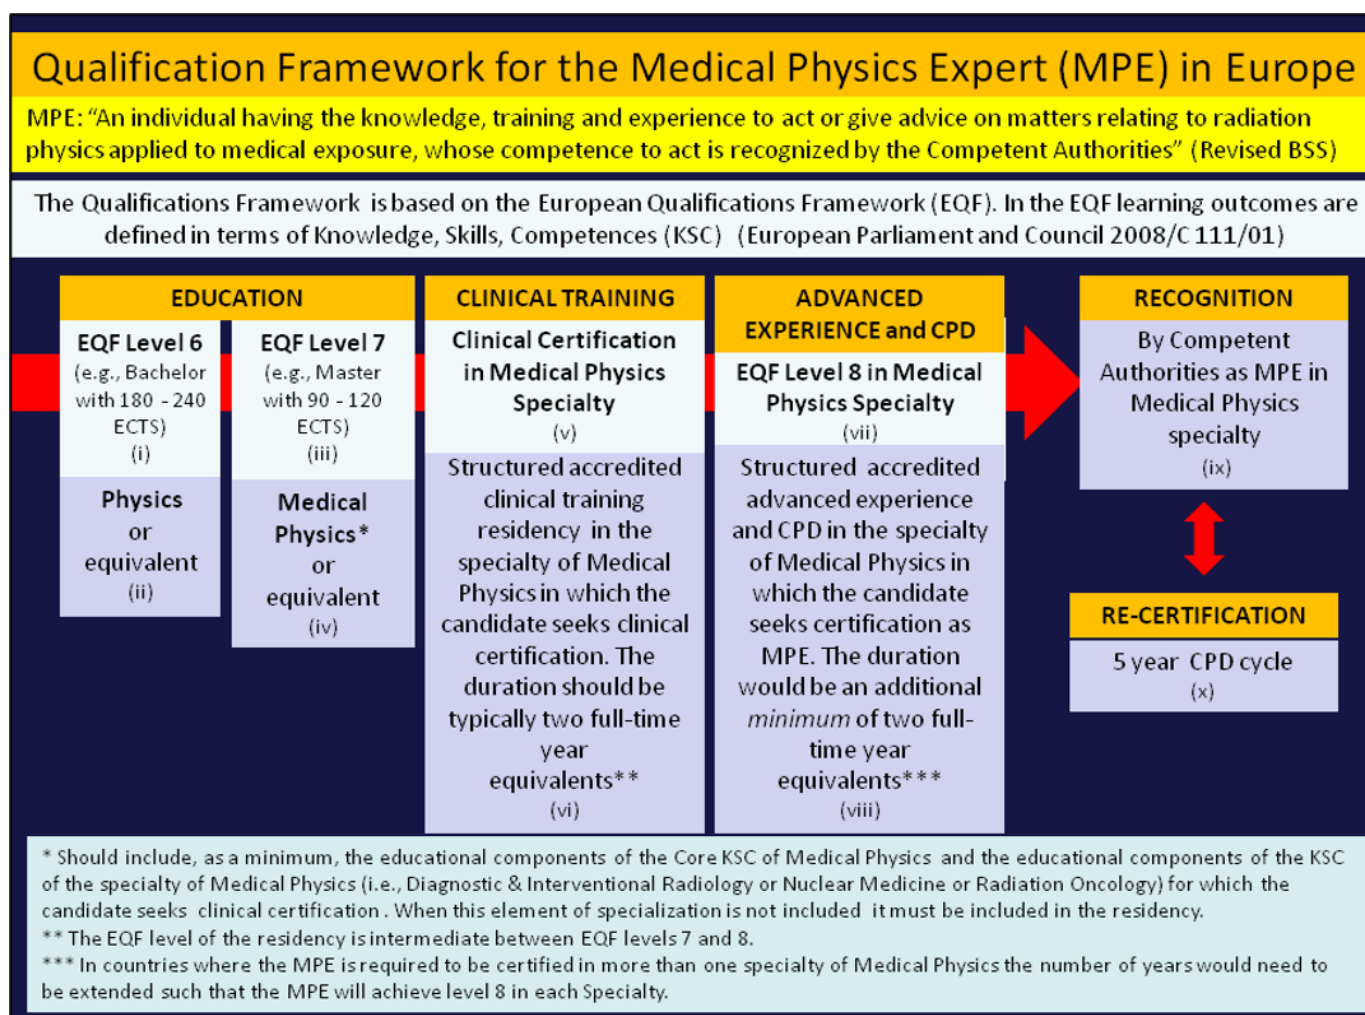 Qualification Framework for the Medical Physics Expert (MPE) in Europe
MPE: “An individual having the knowledge, training and experience to act or give advice on matters relating to radiation
physics applied to medical exposure, whose competence to act is recognized by the Competent Authorities” (Revised BSS)
The Qualifications Framework is based on the European Qualifications Framework (EQF). In the EQF learning outcomes are
defined in terms of Knowledge, Skills, Competences (KSC) (European Parliament and Council 2008/C 111/01)
EDUCATION
EQF Level 6
(e.g., Bachelor
with 180 - 240
ECTS)
(i)
Physics
or
equivalent
(ii)
EQF Level 7
(e.g., Master
with 90 - 120
ECTS)
(iii)
Medical
Physics*
or
equivalent
(iv)
CLINICAL TRAINING
Clinical Certification
in Medical Physics
Specialty
(v)
Structured accredited
clinical training
residency in the
specialty of Medical
Physics in which the
candidate seeks clinical
certification. The
duration should be
typically two full-time
year
equivalents**
(vi)
ADVANCED
EXPERIENCE and CPD
EQF Level 8 in Medical
Physics Specialty
(vii)
Structured accredited
advanced experience
and CPD in the specialty
of Medical Physics in
which the candidate
seeks certification as
MPE. The duration
would be an additional
minimum of two full-
time year
equivalents***
(viii)
RECOGNITION
By Competent
Authorities as MPE in
Medical Physics
specialty
(ix)
RE-CERTIFICATION
5 year CPD cycle
(x)
* Should include, as a minimum, the educational components of the Core KSC of Medical Physics and the educational components of the KSC
of the specialty of Medical Physics (i.e., Diagnostic & Interventional Radiology or Nuclear Medicine or Radiation Oncology) for which the
candidate seeks clinical certification . When this element of specialization is not included it must be included in the residency.
** The EQF level of the residency is intermediate between EQF levels 7 and 8.
*** In countries where the MPE is required to be certified in more than one specialty of Medical Physics the number of years would need to
be extended such that the MPE will achieve level 8 in each Specialty.